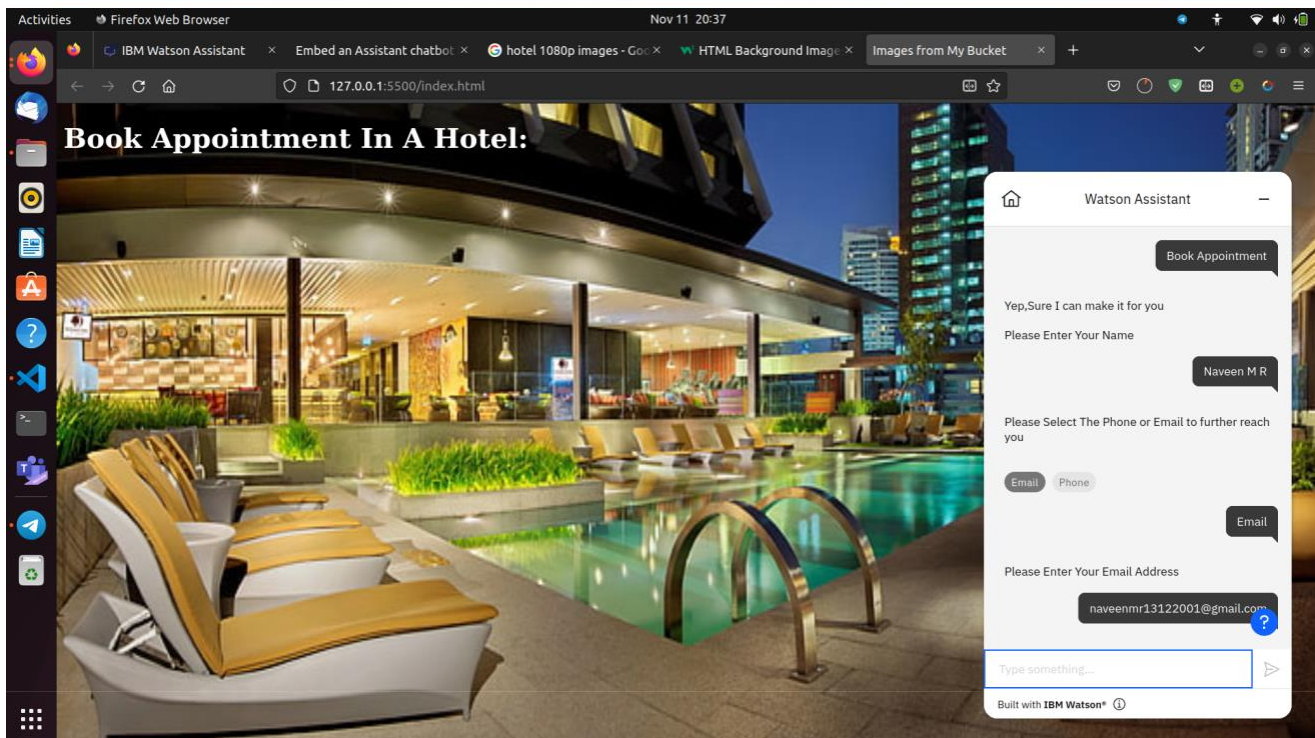 Activities
Firefox Web Browser
Nov 11 20:37
IBM Watson Assistant
Embed an Assistant chatbot
hotel 1080p images - Goo
HTML Background Image
Images from My Bucket
127.0.0.1:5500/index.html
Book Appointment In A Hotel:
Watson Assistant
Book Appointment
Yep,Sure I can make it for you
Please Enter Your Name
Naveen M R
Please Select The Phone or Email to further reach
you
Email Phone
Email
Please Enter Your Email Address
naveenmr13122001@gmail.com
?
Type something...
Built with IBM Watson®